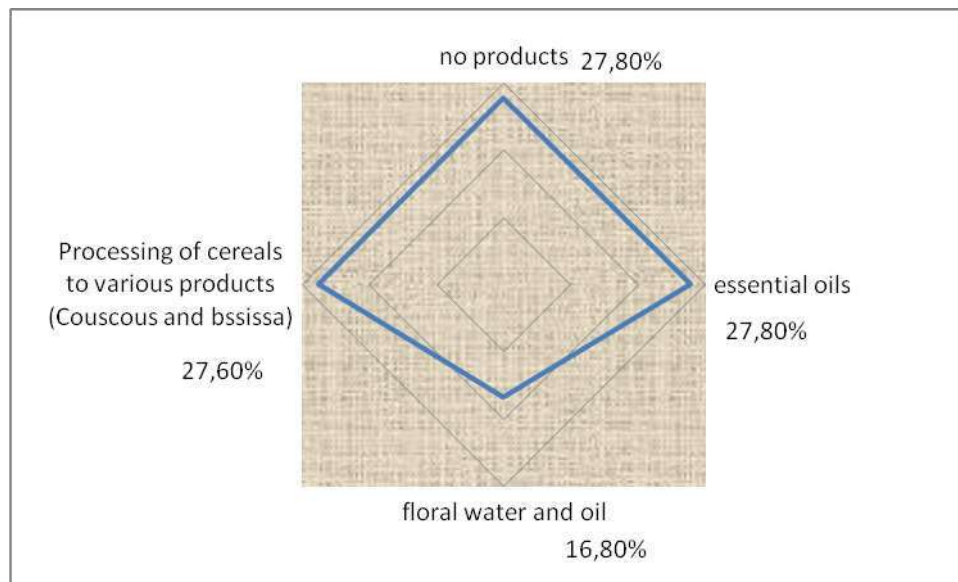 no products 27,80%
Processing of cereals
to various products
(Couscous and bssissa)
27,60%
essential oils
27,80%
floral water and oil
16,80%